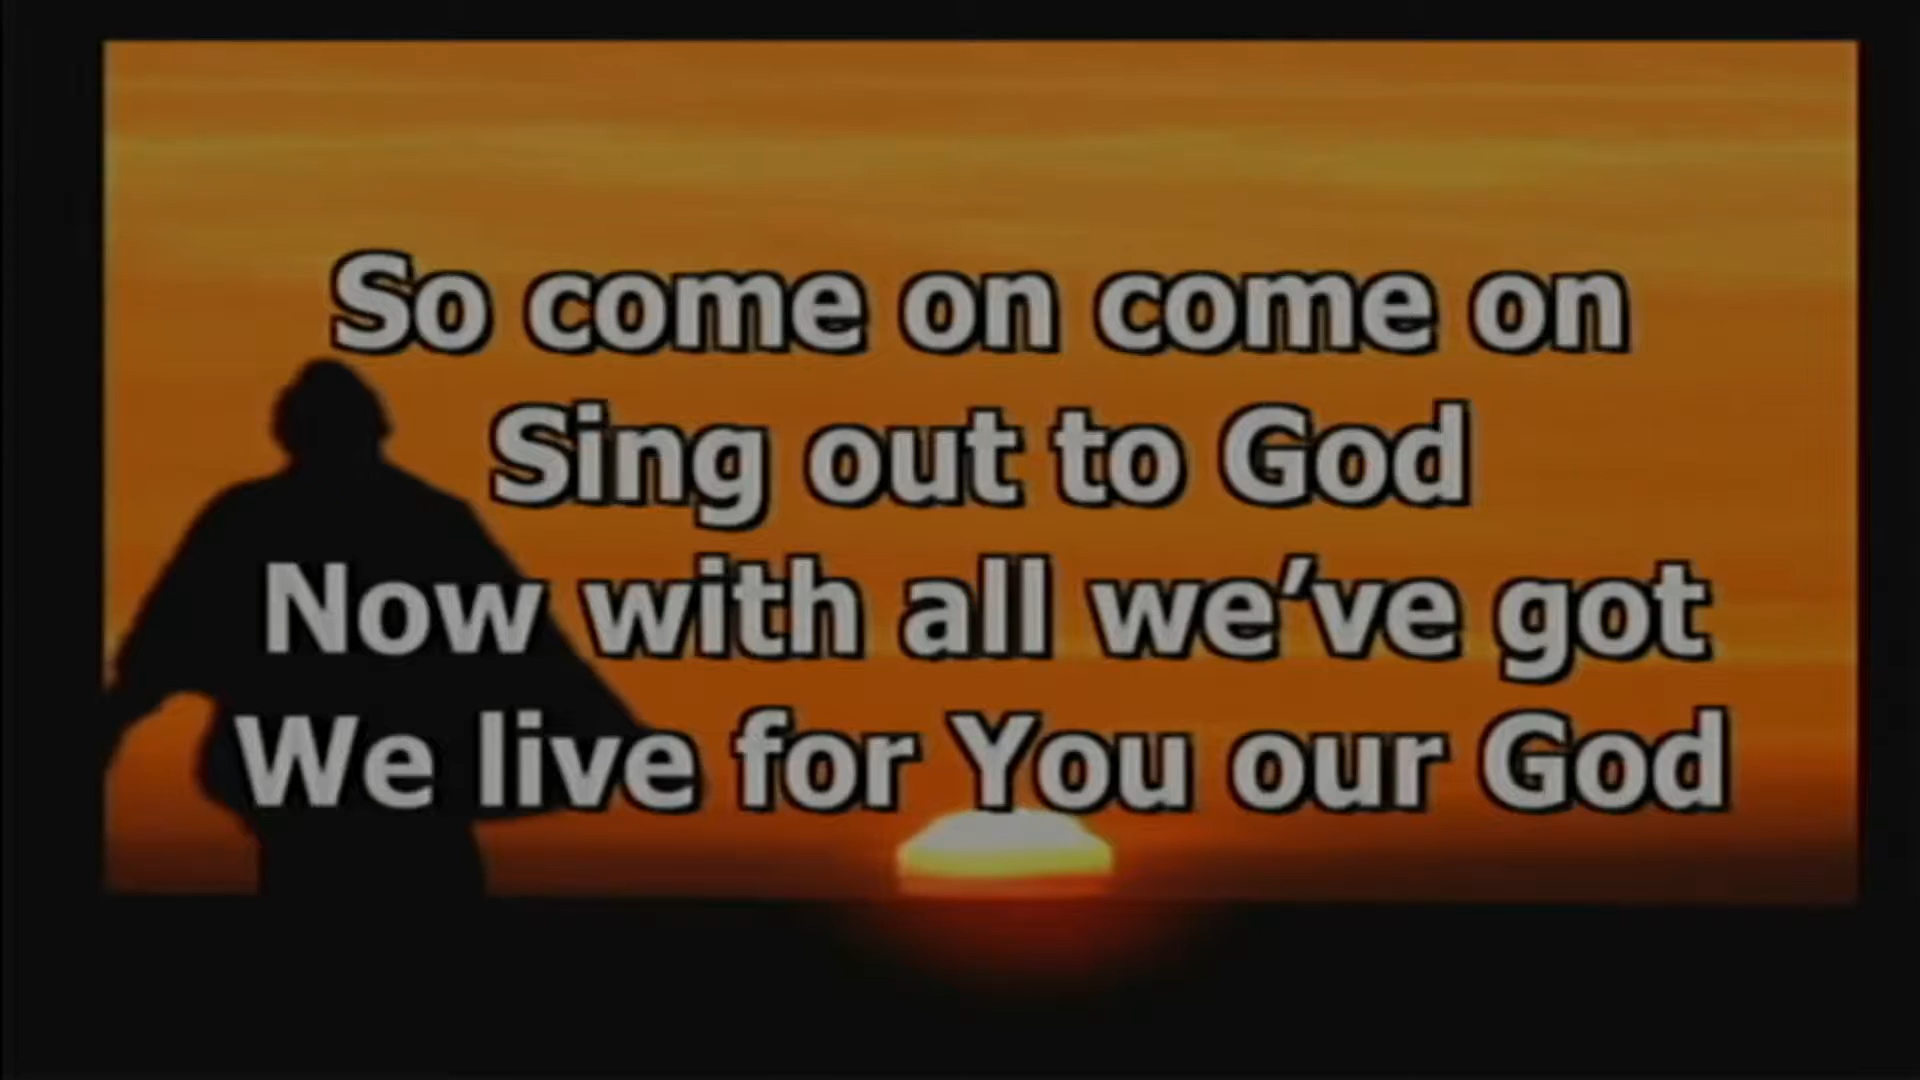 So come on come on
Sing out to God
Now with all we’ve got
We live for You our God